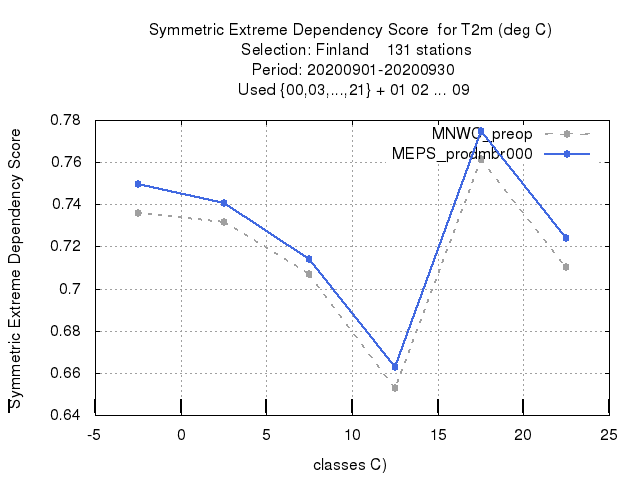 Symmetric Extreme Dependency Score for T2m (deg C)
Selection: Finland 131 stations
Period: 20200901-20200930
Used {00,03,...,21} + 01 02 ... 09
Symmetric Extreme Dependency Score
0.78
0.76
0.74
0.72
0.7
0.68
0.66
0.64
MNWC_preop
MEPS_prodmbr000
-5
0
5
10
15
20
25
classes C)